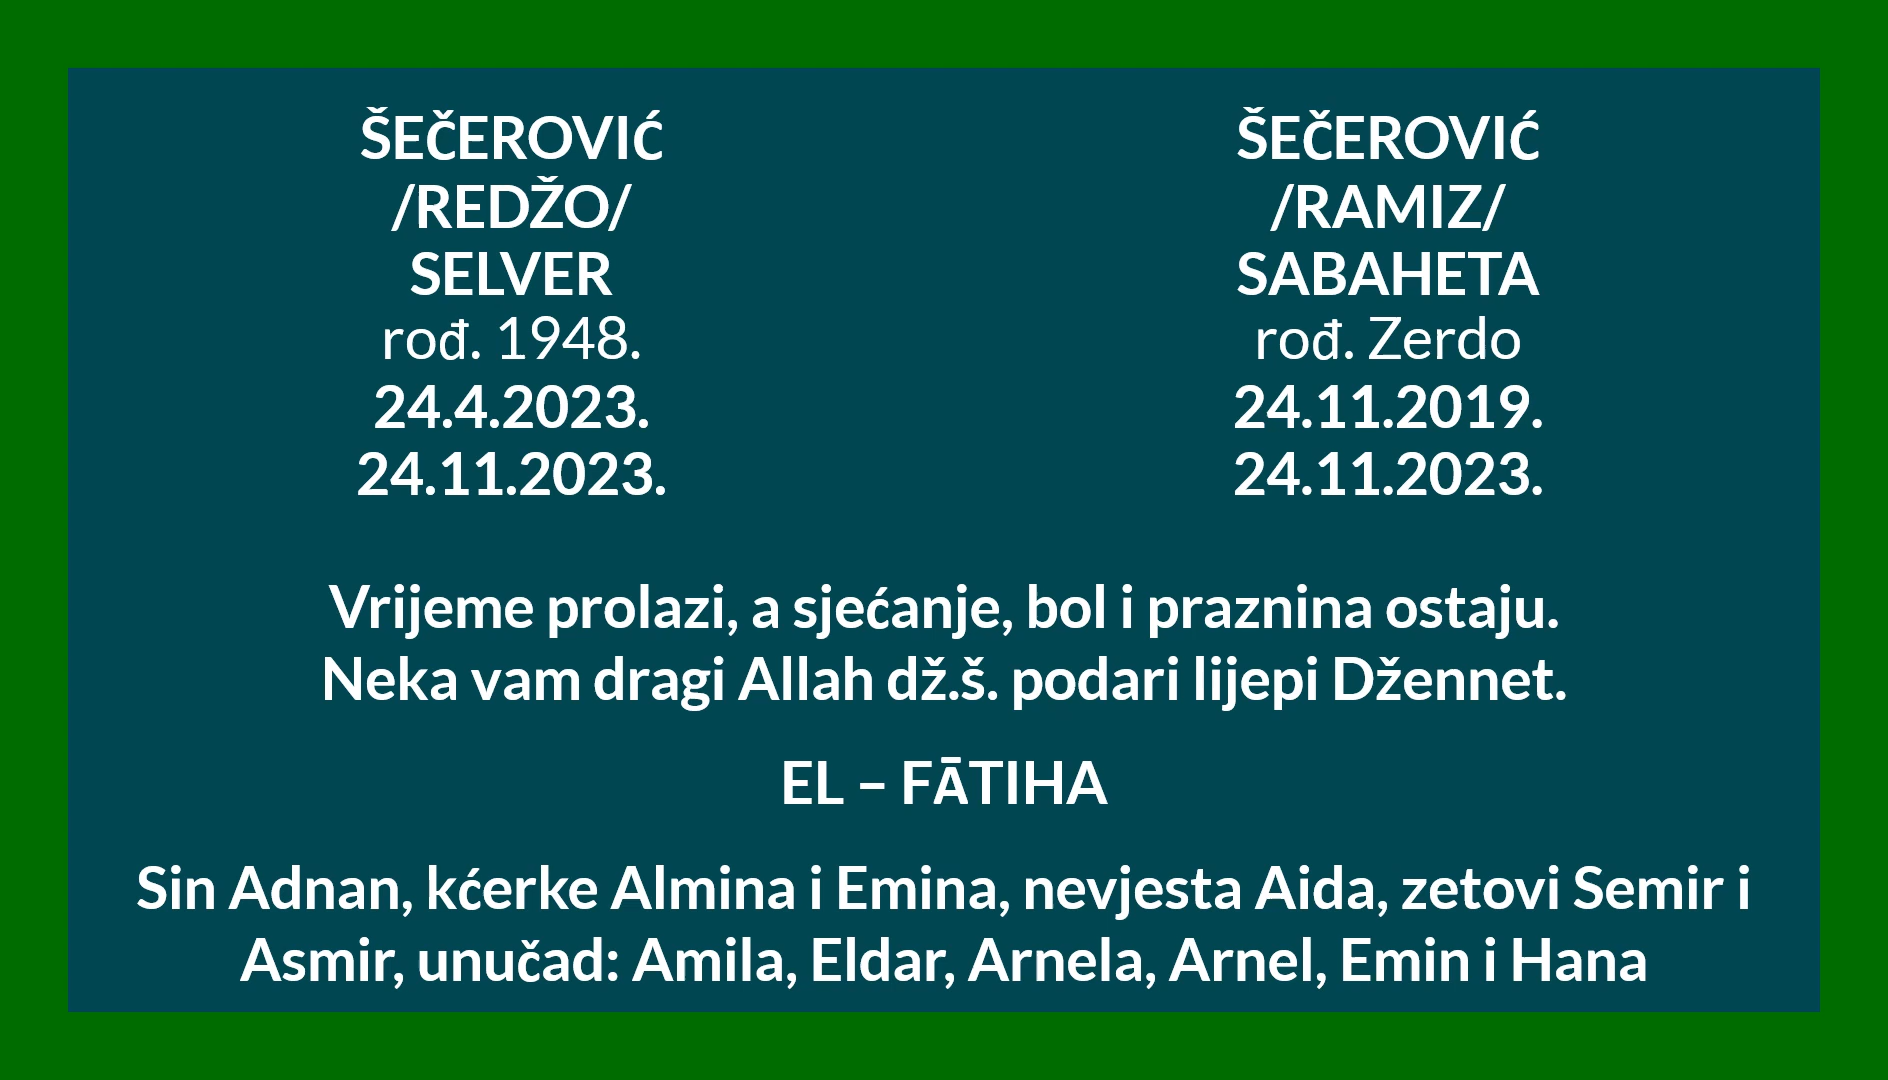 ŠEČEROVIĆ
/REDŽO/
SELVER
rođ. 1948.
24.4.2023.
24.11.2023.
ŠEČEROVIĆ
/RAMIZ/
SABAHETA
rođ. Zerdo
24.11.2019.
24.11.2023.
Vrijeme prolazi, a sjećanje, bol i praznina ostaju.
Neka vam dragi Allah dž.š. podari lijepi Džennet.
EL – FĀTIHA
Sin Adnan, kćerke Almina i Emina, nevjesta Aida, zetovi Semir i
Asmir, unučad: Amila, Eldar, Arnela, Arnel, Emin i Hana